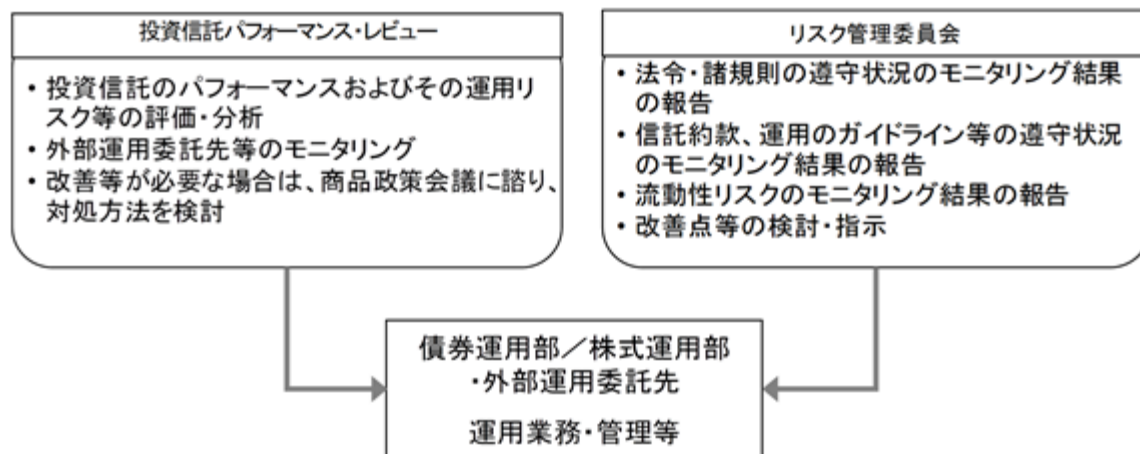 投資信託パフォーマンス・レビュー
• 投資信託のパフォーマンスおよびその運用リ
スク等の評価・分析
• 外部運用委託先等のモニタリング
• 改善等が必要な場合は、商品政策会議に諮り、
対処方法を検討
リスク管理委員会
• 法令・諸規則の遵守状況のモニタリング結果
の報告
• 信託約款、運用のガイドライン等の遵守状況
のモニタリング結果の報告
• 流動性リスクのモニタリング結果の報告
• 改善点等の検討・指示
債券運用部／株式運用部
・外部運用委託先
運用業務・管理等